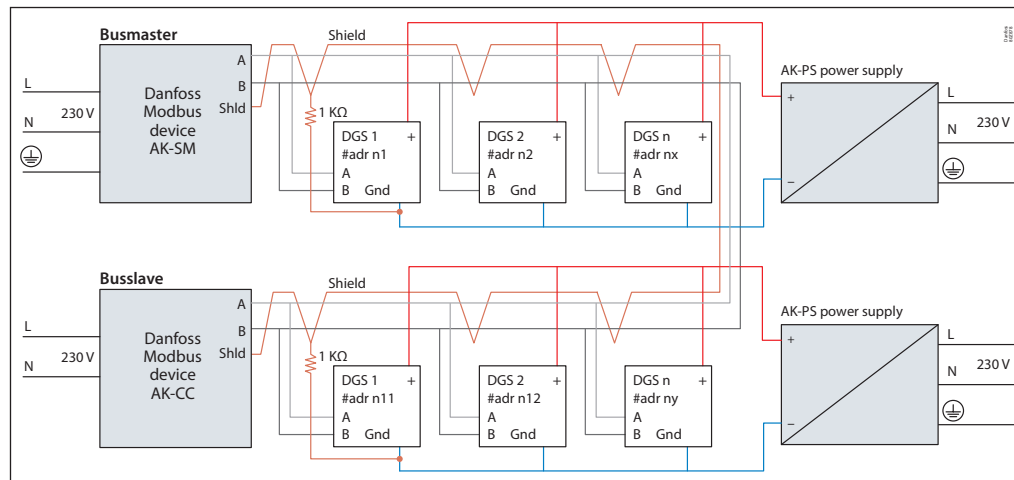 Busmaster
Danfoss
Modbus
device
AK-SM
A
B
Shld
L
N
230 V
Shield
1 KΩ
DGS 1
+
#adr n1
A
B
Gnd
DGS 2
+
#adr n2
A
B
Gnd
DGS n
+
#adr nx
A
B
Gnd
AK-PS power supply
+
−
L
N
230 V
Busslave
Danfoss
Modbus
device
AK-CC
A
B
Shld
L
N
230 V
Shield
1 KΩ
DGS 1
+
#adr n11
A
B
Gnd
DGS 2
+
#adr n12
A
B
Gnd
DGS n
+
#adr ny
A
B
Gnd
AK-PS power supply
+
−
L
N
230 V
Danfoss